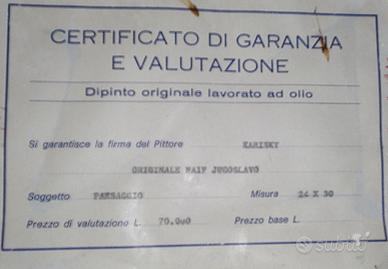 CERTIFICATO DI GARANZIA
E VALUTAZIONE
Dipinto originale lavorato ad olio
Si garantisce la firma del Pittore KARISKY
ORIGINALE NAIF JUGOSLAVO
Soggetto PAESAGGIO Misura 24 X 30
Prezzo di valutazione L. 70.000 Prezzo base L.
subito